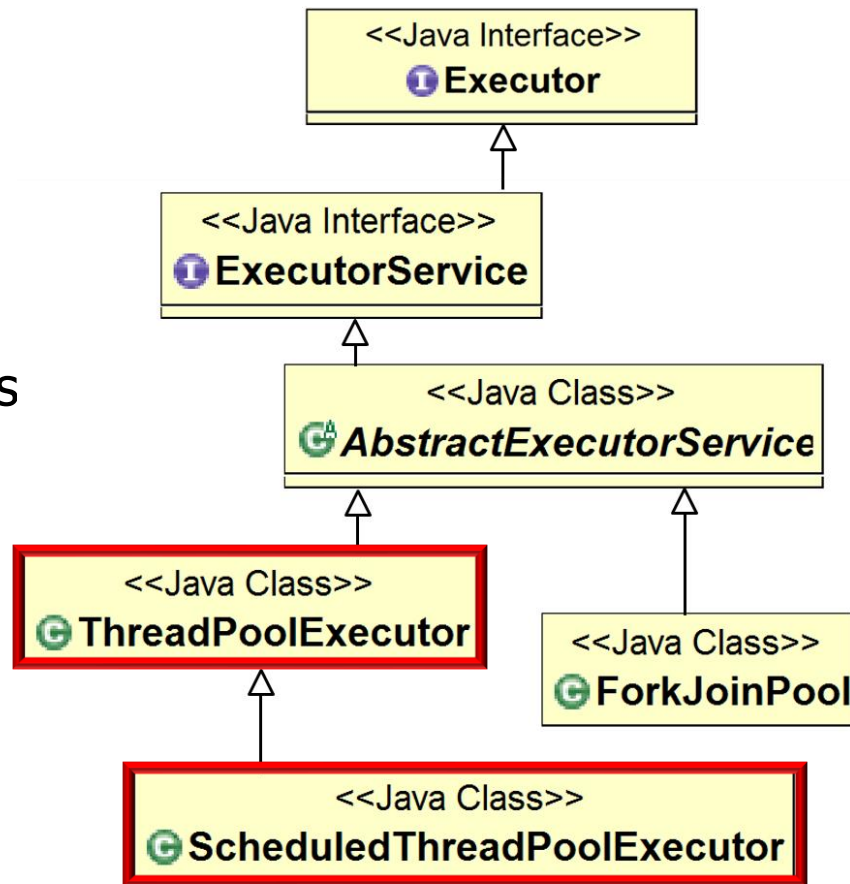 <<Java Interface>>
I Executor
<<Java Interface>>
I ExecutorService
s
<<Java Class>>
C A AbstractExecutorService
<<Java Class>>
C ThreadPoolExecutor
<<Java Class>>
C ForkJoinPool
<<Java Class>>
C ScheduledThreadPoolExecutor